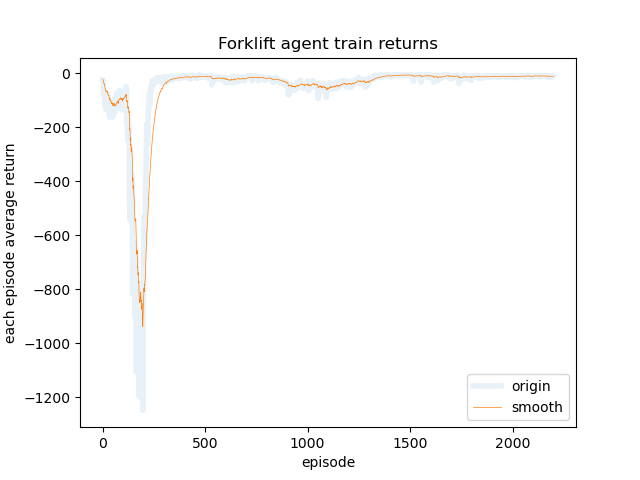 Forklift agent train returns
0
−200
−400
−600
−800
−1000
−1200
each episode average return
origin
smooth
0 500 1000 1500 2000
episode